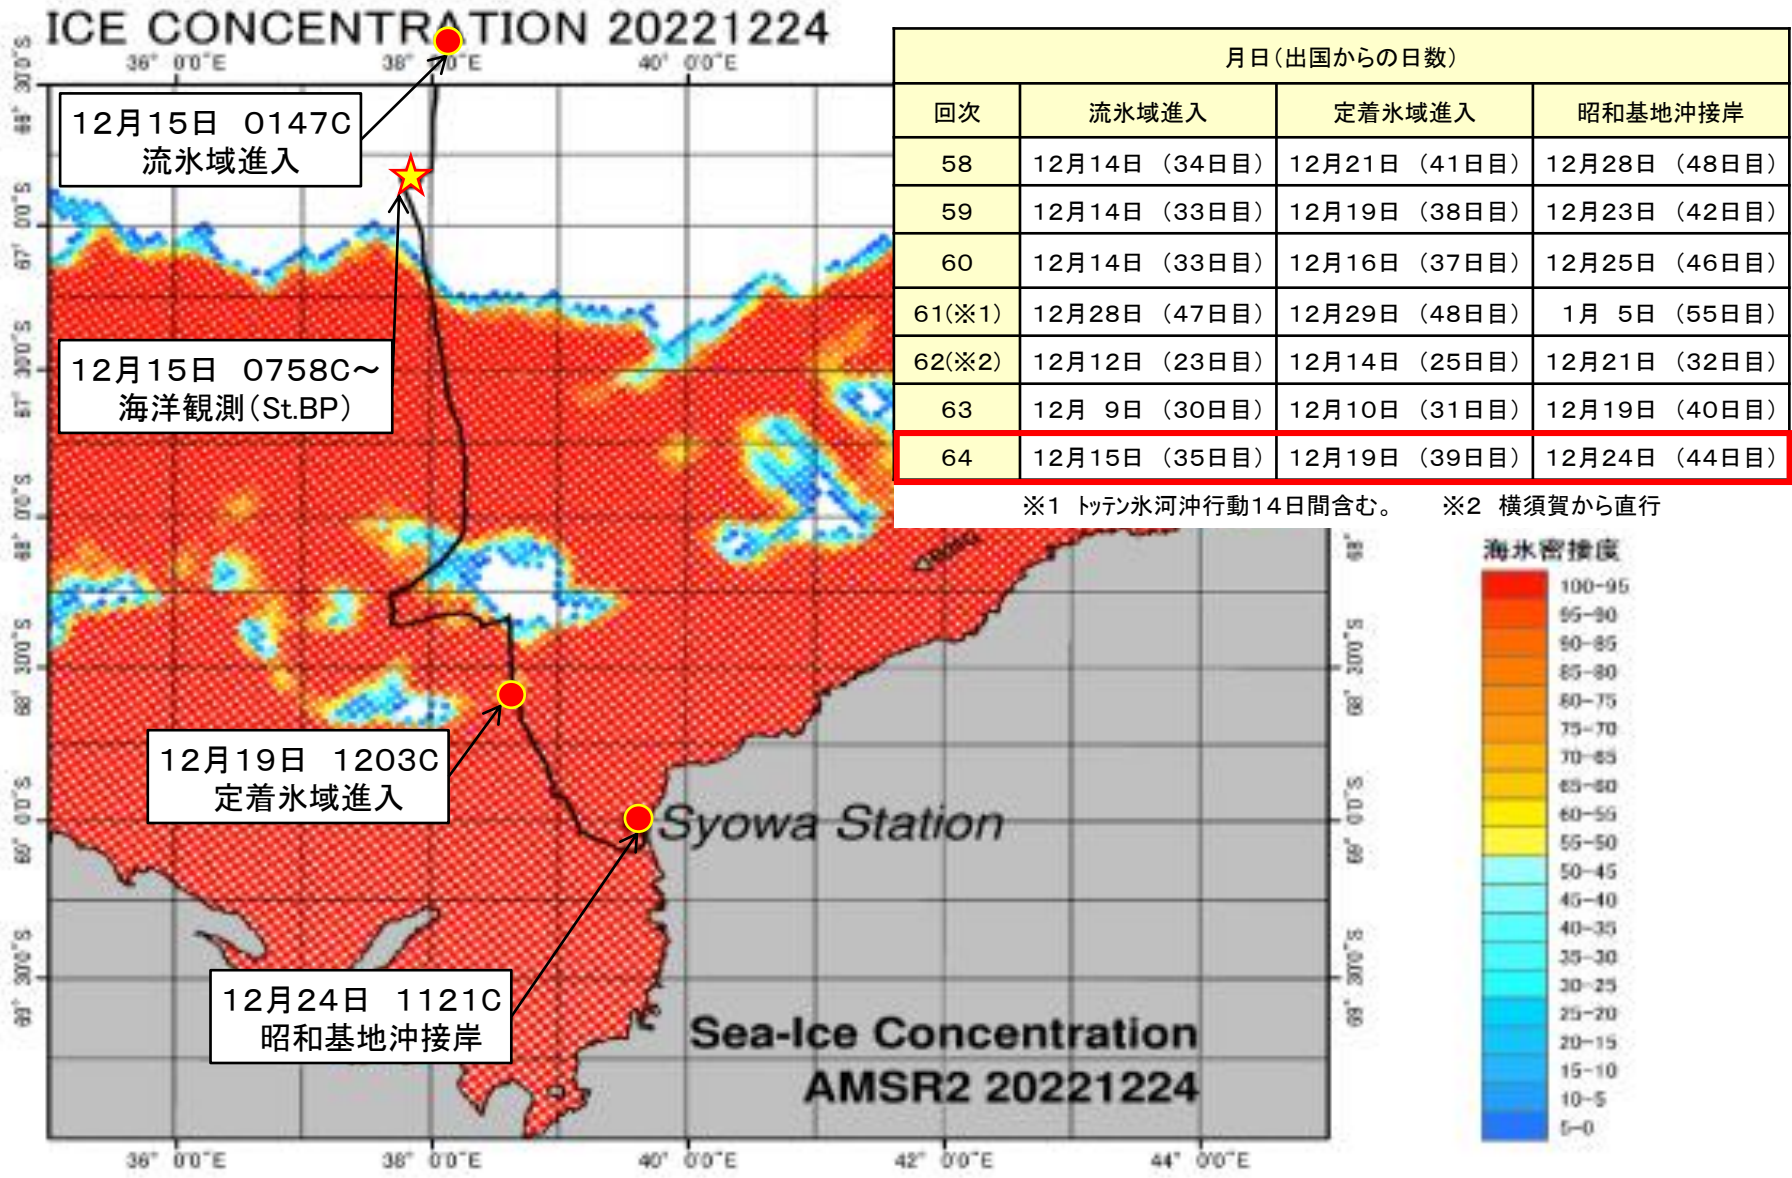 ICE CONCENTRATION 20221224
36° 0'0"E
38° 0'0"E
40° 0'0"E
月日(出国からの日数)
回次 流氷域進入 定着氷域進入 昭和基地沖接岸
58 12月14日 (34日目) 12月21日 (41日目) 12月28日 (48日目)
59 12月14日 (33日目) 12月19日 (38日目) 12月23日 (42日目)
60 12月14日 (33日目) 12月16日 (37日目) 12月25日 (46日目)
61(※1) 12月28日 (47日目) 12月29日 (48日目) 1月 5日 (55日目)
62(※2) 12月12日 (23日目) 12月14日 (25日目) 12月21日 (32日目)
63 12月 9日 (30日目) 12月10日 (31日目) 12月19日 (40日目)
64 12月15日 (35日目) 12月19日 (39日目) 12月24日 (44日目)
※1 トッテン氷河沖行動14日間含む。 ※2 横須賀から直行
12月15日 0147C
流氷域進入
12月15日 0758C～
海洋観測(St.BP)
12月19日 1203C
定着氷域進入
12月24日 1121C
昭和基地沖接岸
Syowa Station
Sea-Ice Concentration
AMSR2 20221224
海氷密接度
100-95
95-90
90-85
85-80
80-75
75-70
70-65
65-60
60-55
55-50
50-45
45-40
40-35
35-30
30-25
25-20
20-15
15-10
10-5
5-0
36° 0'0"E
38° 0'0"E
40° 0'0"E
42° 0'0"E
44° 0'0"E